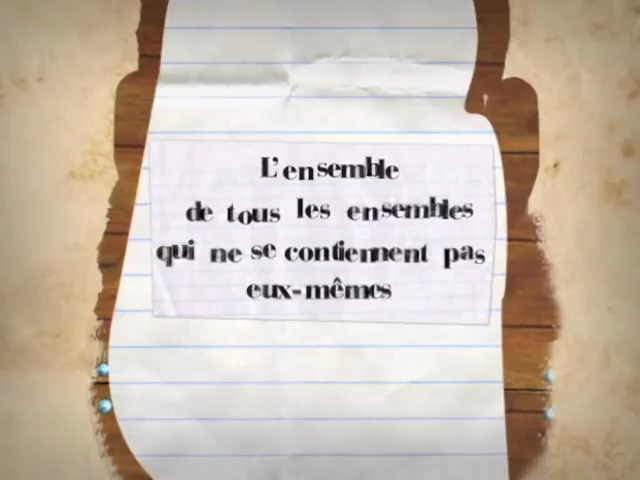 L'ensemble
de tous les ensembles
qui ne se contiennent pas
eux-mêmes